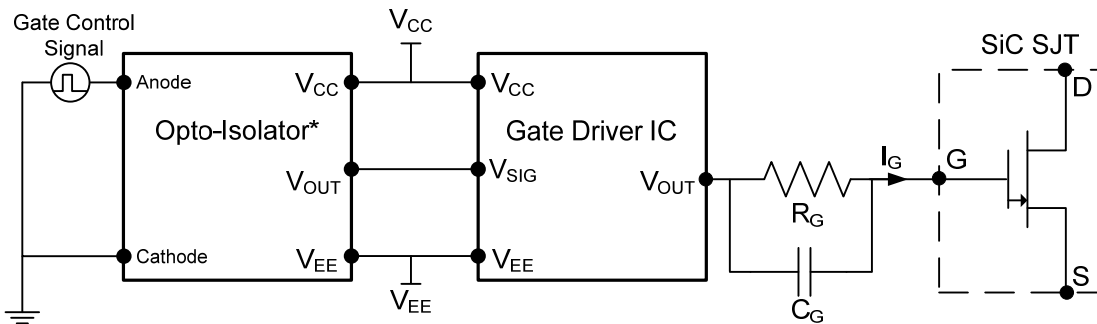 Gate Control
Signal
Anode
Cathode
Opto-Isolator*
VCC
VOUT
VEE
VCC
VEE
Gate Driver IC
VCC
VSIG
VEE
VOUT
RG
CG
IG
SiC SJT
G
D
S